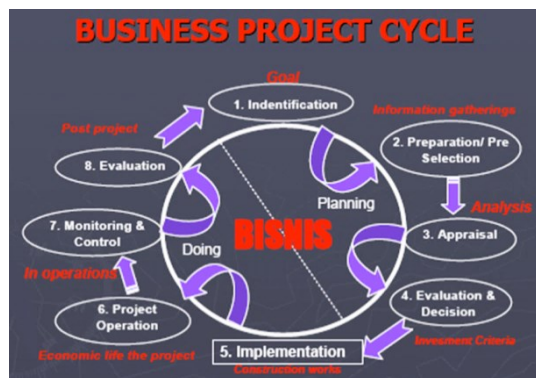 BUSINESS PROJECT CYCLE
Goal
1. Indentification
Information gatherings
2. Preparation/ Pre
Selection
Analysis
3. Appraisal
4. Evaluation &
Decision
Invesment Criteria
5. Implementation
Construction works
6. Project
Operation
Economic life the project
In operations
7. Monitoring &
Control
8. Evaluation
Post project
Planning
BISNIS
Doing